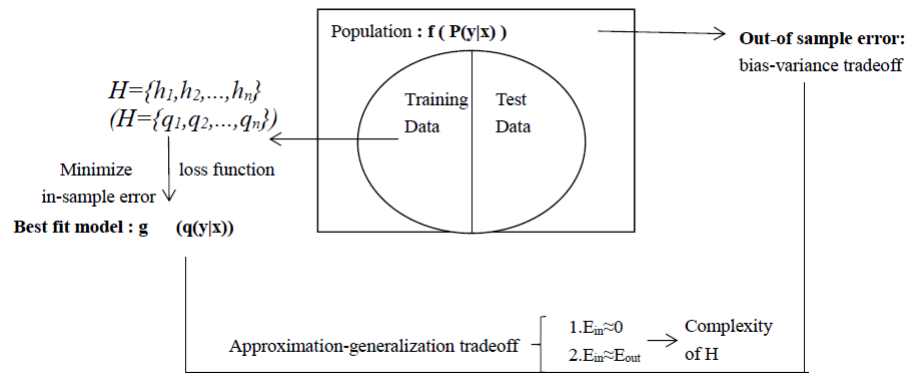 Population : f ( P(y|x) )
Out-of sample error:
bias-variance tradeoff
H={h1,h2,...,hn}
(H={q1,q2,...,qn})
Training
Data
Test
Data
Minimize
in-sample error
loss function
Best fit model : g (q(y|x))
Approximation-generalization tradeoff
1.Ein≈0
2.Ein≈Eout
Complexity
of H